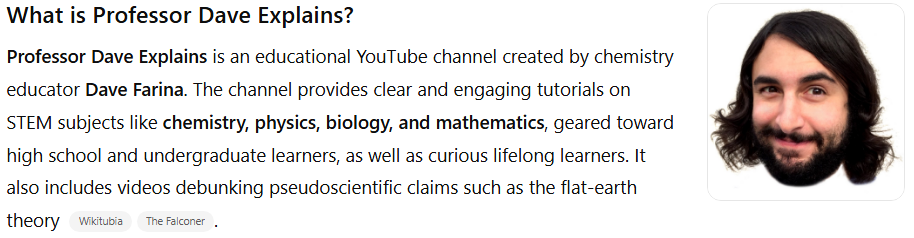 What is Professor Dave Explains?
Professor Dave Explains is an educational YouTube channel created by chemistry
educator Dave Farina. The channel provides clear and engaging tutorials on
STEM subjects like chemistry, physics, biology, and mathematics, geared toward
high school and undergraduate learners, as well as curious lifelong learners. It
also includes videos debunking pseudoscientific claims such as the flat-earth
theory Wikitubia The Falconer .